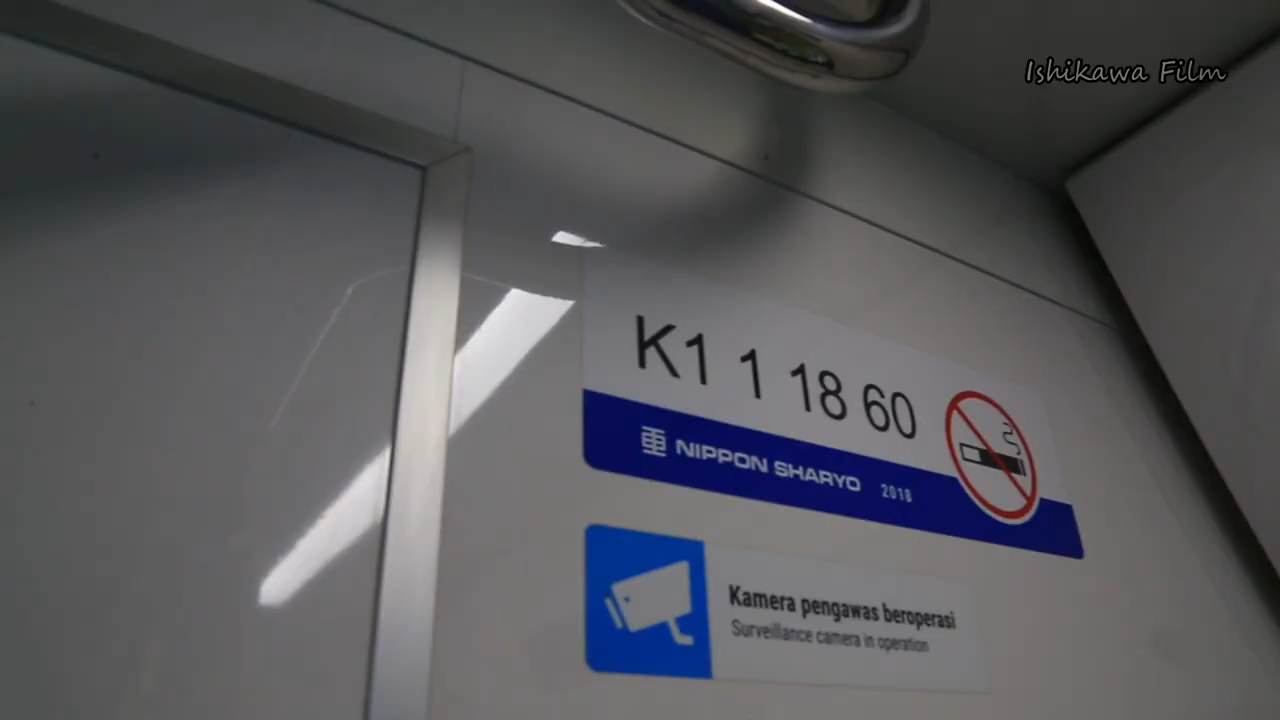 Ishikawa Film
K1 1 18 60
NIPPON SHARYO 2018
Kamera pengawas beroperasi
Surveillance camera in operation